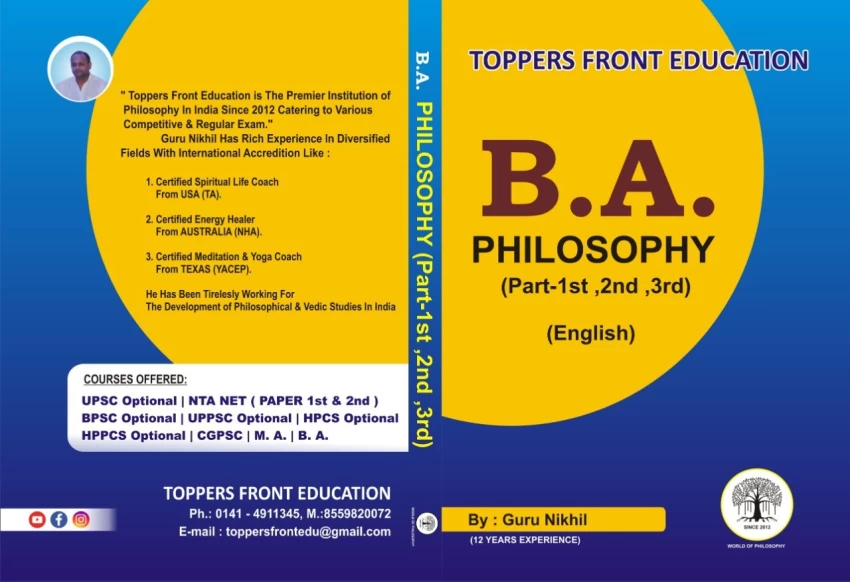 " Toppers Front Education is The Premier Institution of
Philosophy In India Since 2012 Catering to Various
Competitive & Regular Exam."
Guru Nikhil Has Rich Experience In Diversified
Fields With International Accreditation Like :
1. Certified Spiritual Life Coach
From USA (TA).
2. Certified Energy Healer
From AUSTRALIA (NHA).
3. Certified Meditation & Yoga Coach
From TEXAS (YACEP).
He Has Been Tirelesly Working For
The Development of Philosophical & Vedic Studies In India
COURSES OFFERED:
UPSC Optional | NTA NET ( PAPER 1st & 2nd )
BPSC Optional | UPPSC Optional | HPCS Optional
HPPCS Optional | CGPSC | M. A. | B. A.
TOPPERS FRONT EDUCATION
Ph.: 0141 - 4911345, M.:8559820072
E-mail : toppersfrontedu@gmail.com
B.A. PHILOSOPHY (Part-1st ,2nd ,3rd)
WORLD OF PHILOSOPHY
TOPPERS FRONT EDUCATION
B.A.
PHILOSOPHY
(Part-1st ,2nd ,3rd)
(English)
By : Guru Nikhil
(12 YEARS EXPERIENCE)
SINCE 2012
WORLD OF PHILOSOPHY